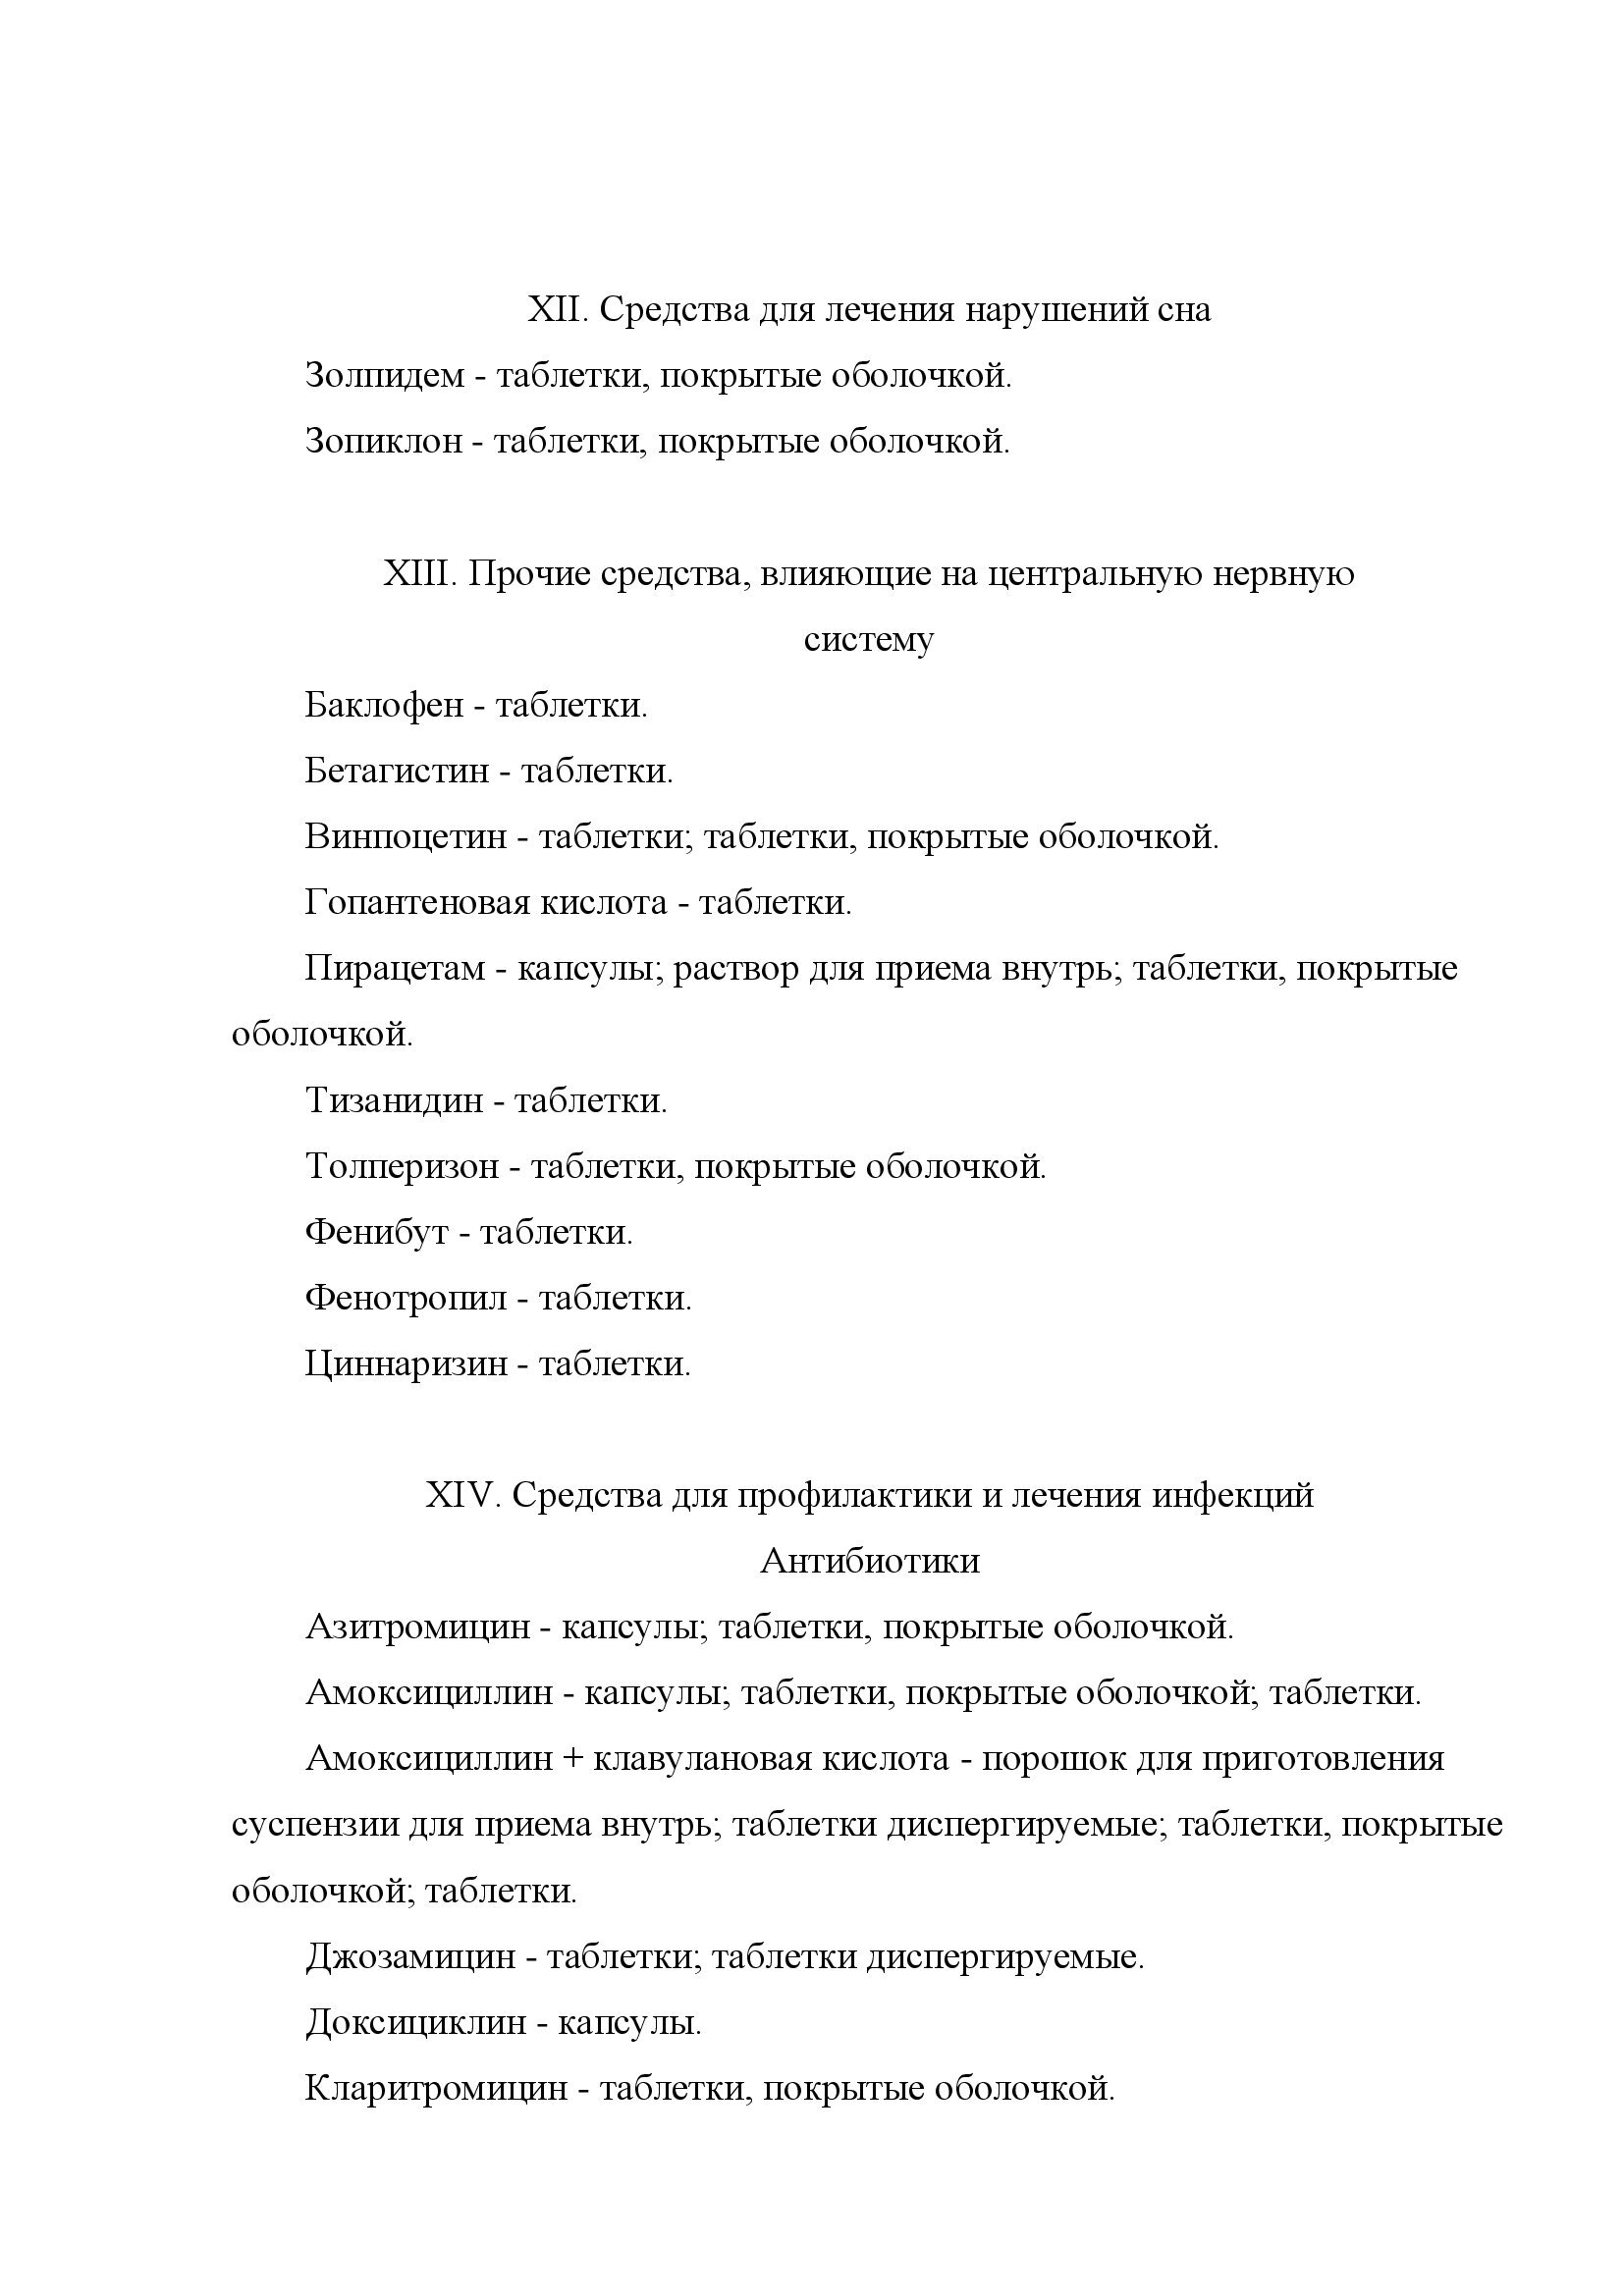 XII. Средства для лечения нарушений сна
Золпидем - таблетки, покрытые оболочкой.
Зопиклон - таблетки, покрытые оболочкой.
XIII. Прочие средства, влияющие на центральную нервную
систему
Баклофен - таблетки.
Бетагистин - таблетки.
Винпоцетин - таблетки; таблетки, покрытые оболочкой.
Гопантеновая кислота - таблетки.
Пирацетам - капсулы; раствор для приема внутрь; таблетки, покрытые
оболочкой.
Тизанидин - таблетки.
Толперизон - таблетки, покрытые оболочкой.
Фенибут - таблетки.
Фенотропил - таблетки.
Циннаризин - таблетки.
XIV. Средства для профилактики и лечения инфекций
Антибиотики
Азитромицин - капсулы; таблетки, покрытые оболочкой.
Амоксициллин - капсулы; таблетки, покрытые оболочкой; таблетки.
Амоксициллин + клавулановая кислота - порошок для приготовления
суспензии для приема внутрь; таблетки диспергируемые; таблетки, покрытые
оболочкой; таблетки.
Джозамицин - таблетки; таблетки диспергируемые.
Доксициклин - капсулы.
Кларитромицин - таблетки, покрытые оболочкой.